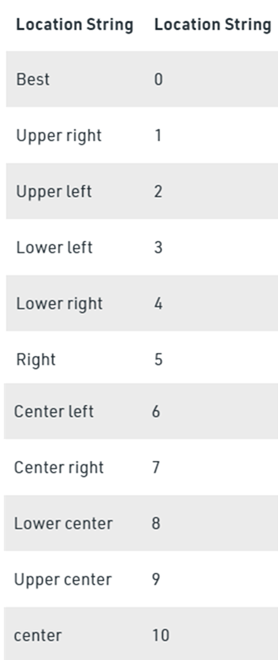 Location String Location String
Best 0
Upper right 1
Upper left 2
Lower left 3
Lower right 4
Right 5
Center left 6
Center right 7
Lower center 8
Upper center 9
center 10